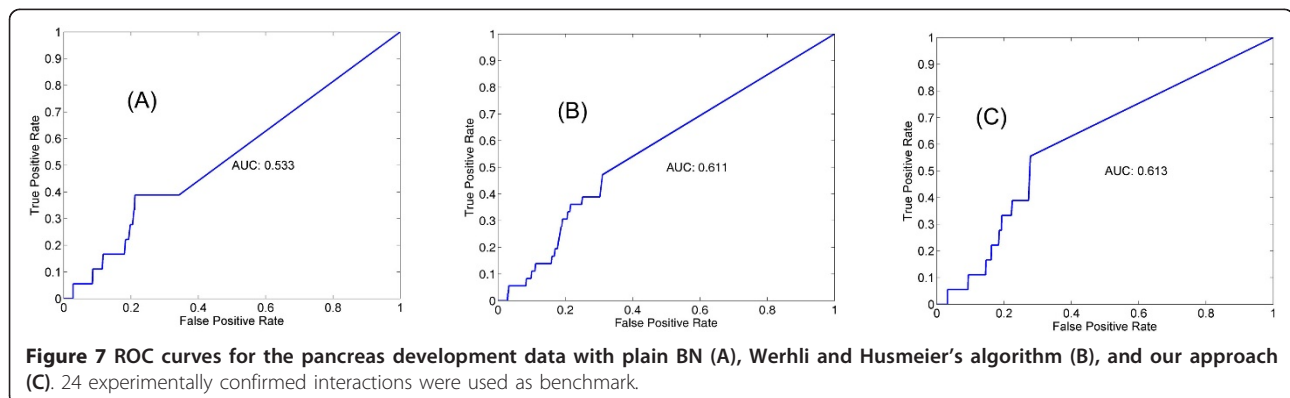 1
0.9
0.8
0.7
0.6
0.5
0.4
0.3
0.2
0.1
0
True Positive Rate
(A)
AUC: 0.533
0 0.2 0.4 0.6 0.8 1
False Positive Rate
1
0.9
0.8
0.7
0.6
0.5
0.4
0.3
0.2
0.1
0
True Positive Rate
(B)
AUC: 0.611
0 0.2 0.4 0.6 0.8 1
False Positive Rate
1
0.9
0.8
0.7
0.6
0.5
0.4
0.3
0.2
0.1
0
True Positive Rate
(C)
AUC: 0.613
0 0.2 0.4 0.6 0.8 1
False Positive Rate
Figure 7 ROC curves for the pancreas development data with plain BN (A), Werhli and Husmeier's algorithm (B), and our approach
(C). 24 experimentally confirmed interactions were used as benchmark.